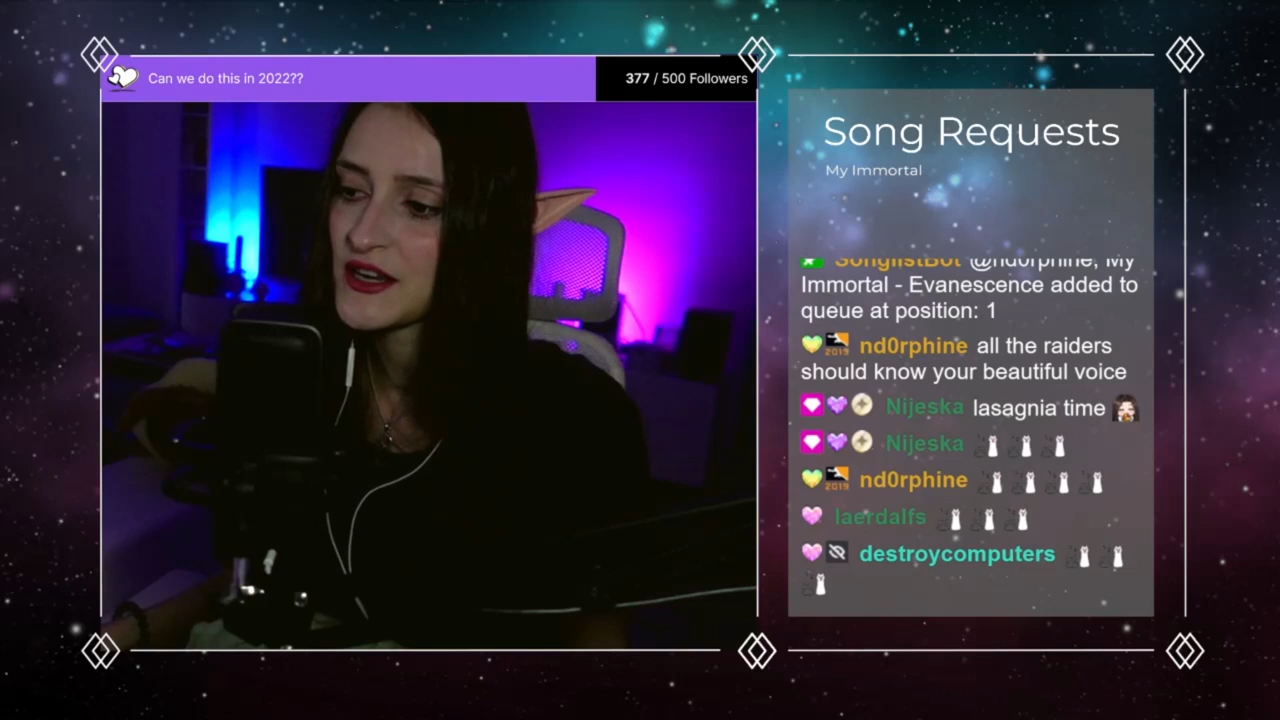 Can we do this in 2022??
377 / 500 Followers
Song Requests
My Immortal
SonglistBot @nd0rphine, My
Immortal - Evanescence added to
queue at position: 1
2019 nd0rphine all the raiders
should know your beautiful voice
Nijeska lasagnia time
Nijeska
2019 nd0rphine
laerdalfs
destroycomputers